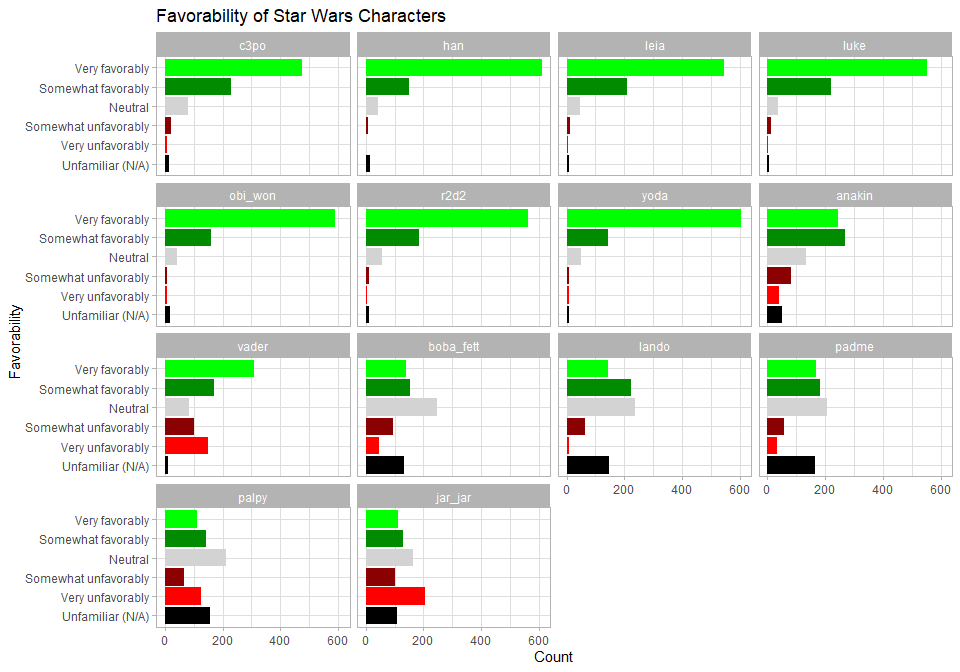 Favorability of Star Wars Characters
c3po
han
leia
luke
Very favorably
Somewhat favorably
Neutral
Somewhat unfavorably
Very unfavorably
Unfamiliar (N/A)
obi_won
r2d2
yoda
anakin
Very favorably
Somewhat favorably
Neutral
Somewhat unfavorably
Very unfavorably
Unfamiliar (N/A)
Favorability
vader
boba_fett
lando
padme
Very favorably
Somewhat favorably
Neutral
Somewhat unfavorably
Very unfavorably
Unfamiliar (N/A)
0 200 400 600
0 200 400 600
palpy
jar_jar
Very favorably
Somewhat favorably
Neutral
Somewhat unfavorably
Very unfavorably
Unfamiliar (N/A)
0 200 400 600
0 200 400 600
Count